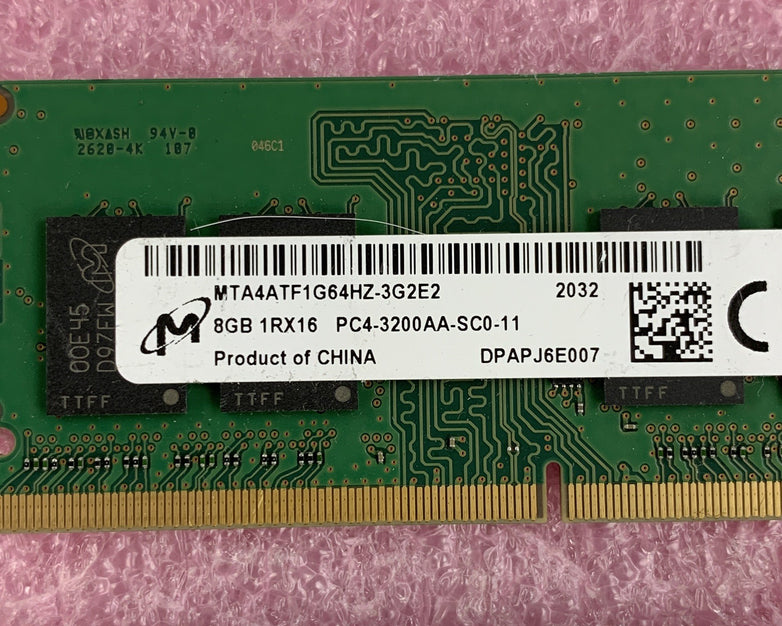 94V-0
2620-4K 107
046C1
MTA4ATF1G64HZ-3G2E2 2032
8GB 1RX16 PC4-3200AA-SC0-11
Product of CHINA DPAPJ6E007
0OE45
D9ZFW
TTFF
TTFF
TTFF